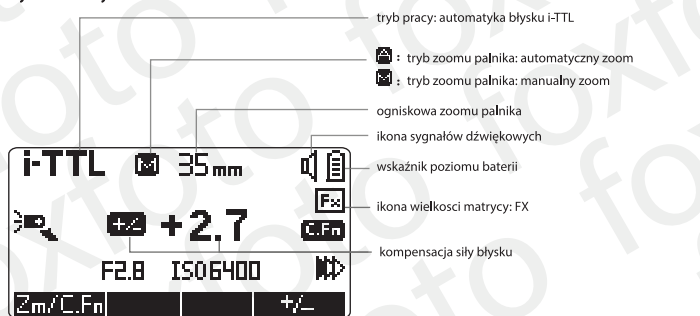 tryb pracy: automatyka błysku i-TTL
A : tryb zoomu palnika: automatyczny zoom
M : tryb zoomu palnika: manualny zoom
ogniskowa zoomu palnika
ikona sygnałów dźwiękowych
wskaźnik poziomu baterii
ikona wielkosci matrycy: FX
kompensacja siły błysku
i-TTL M 35mm
Fx
+/- +2.7 C.Fn
F2.8 ISO6400
Zm/C.Fn +/-
foxfoto